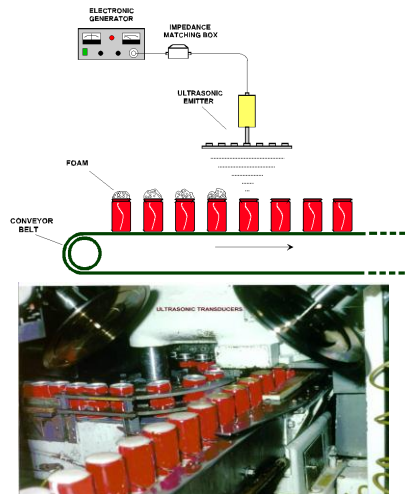 ELECTRONIC
GENERATOR
IMPEDANCE
MATCHING BOX
ULTRASONIC
EMITTER
FOAM
CONVEYOR
BELT
ULTRASONIC TRANSDUCERS